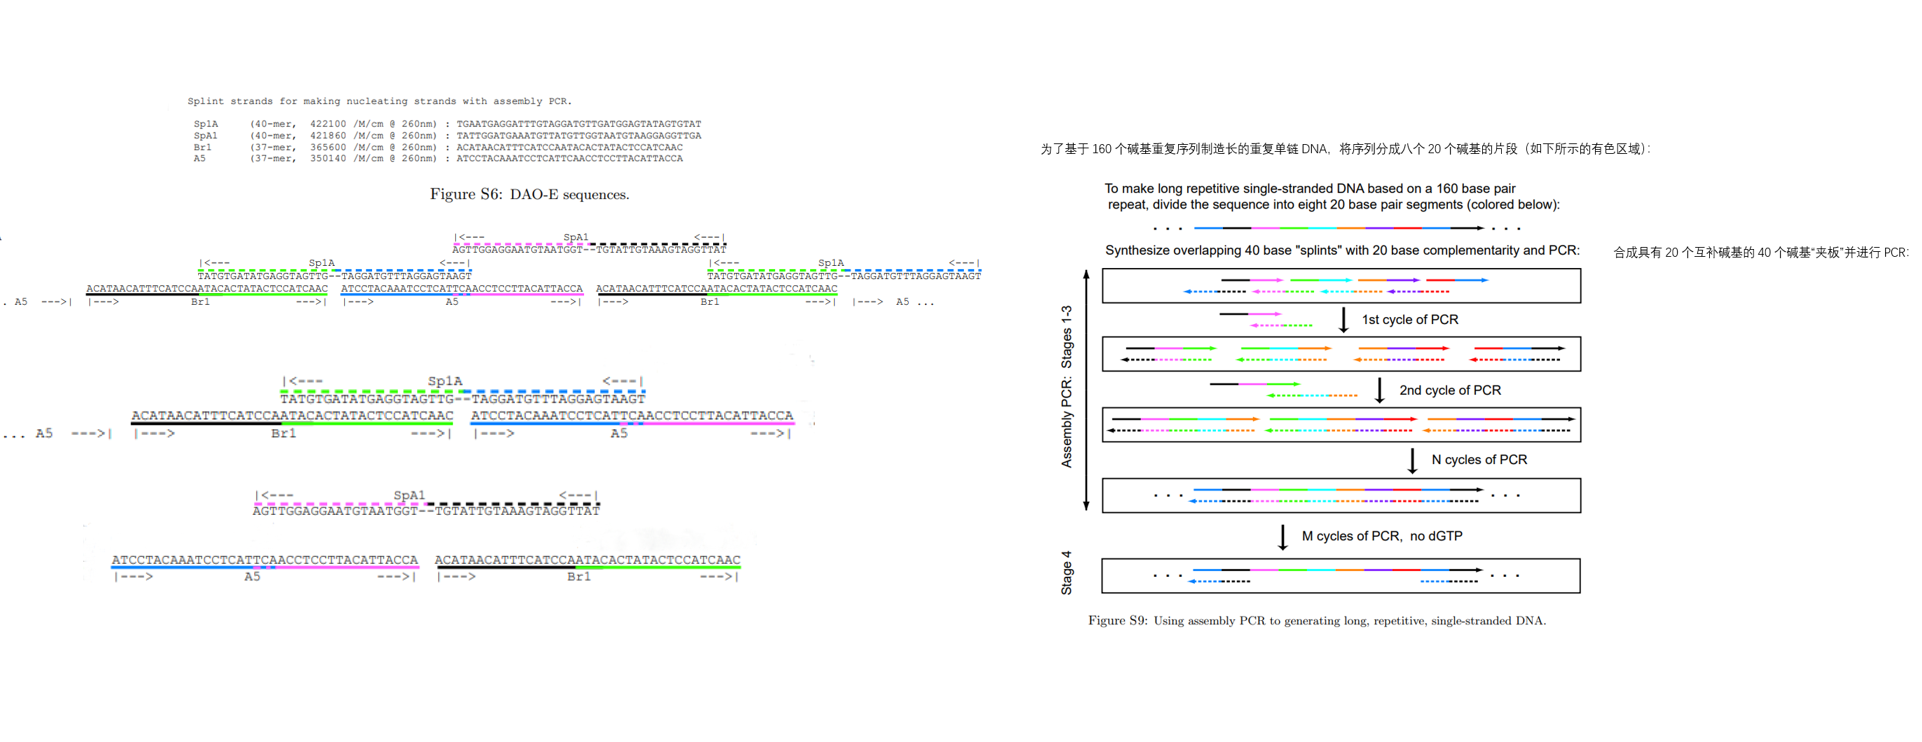 Splint strands for making nucleating strands with assembly PCR.
Sp1A (40-mer, 422100 /M/cm @ 260nm) : TGAATGAGGATTTGTAGGATGTTGATGGAGTATAGTGTAT
SpA1 (40-mer, 421860 /M/cm @ 260nm) : TATTGGATGAAATGTTATGTTGGTAATGTAAGGAGGTTGA
Br1 (37-mer, 365600 /M/cm @ 260nm) : ACATAACATTTCATCCAATACACTATACTCCATCAAC
A5 (37-mer, 350140 /M/cm @ 260nm) : ATCCTACAAATCCTCATTCAACCTCCTTACATTACCA
Figure S6: DAO-E sequences.
|<--- SpA1 <---|
AGTTGGAGGAATGTAATGGT--TGTATTGTAAAGTAGGTTAT
|<--- Sp1A <---| |<--- Sp1A <---|
TATGTGATATGAGGTAGTTG--TAGGATGTTTAGGAGTAAGT TATGTGATATGAGGTAGTTG--TAGGATGTTTAGGAGTAAGT
ACATAACATTTCATCCAATACACTATACTCCATCAAC ATCCTACAAATCCTCATTCAACCTCCTTACATTACCA ACATAACATTTCATCCAATACACTATACTCCATCAAC
. A5 --->| |---> Br1 --->| |---> A5 --->| |---> Br1 --->| |---> A5 ...
|<--- Sp1A <---|
TATGTGATATGAGGTAGTTG--TAGGATGTTTAGGAGTAAGT
ACATAACATTTCATCCAATACACTATACTCCATCAAC ATCCTACAAATCCTCATTCAACCTCCTTACATTACCA
... A5 --->| |---> Br1 --->| |---> A5 --->|
|<--- SpA1 <---|
AGTTGGAGGAATGTAATGGT--TGTATTGTAAAGTAGGTTAT
ATCCTACAAATCCTCATTCAACCTCCTTACATTACCA ACATAACATTTCATCCAATACACTATACTCCATCAAC
|---> A5 --->| |---> Br1 --->|
为了基于 160 个碱基重复序列制造长的重复单链 DNA，将序列分成八个 20 个碱基的片段（如下所示的有色区域）：
To make long repetitive single-stranded DNA based on a 160 base pair
repeat, divide the sequence into eight 20 base pair segments (colored below):
. . . . . .
Synthesize overlapping 40 base "splints" with 20 base complementarity and PCR:
合成具有 20 个互补碱基的 40 个碱基“夹板”并进行 PCR:
Assembly PCR: Stages 1-3
1st cycle of PCR
2nd cycle of PCR
N cycles of PCR
. . . . . .
M cycles of PCR, no dGTP
Stage 4
. . . . . .
Figure S9: Using assembly PCR to generating long, repetitive, single-stranded DNA.